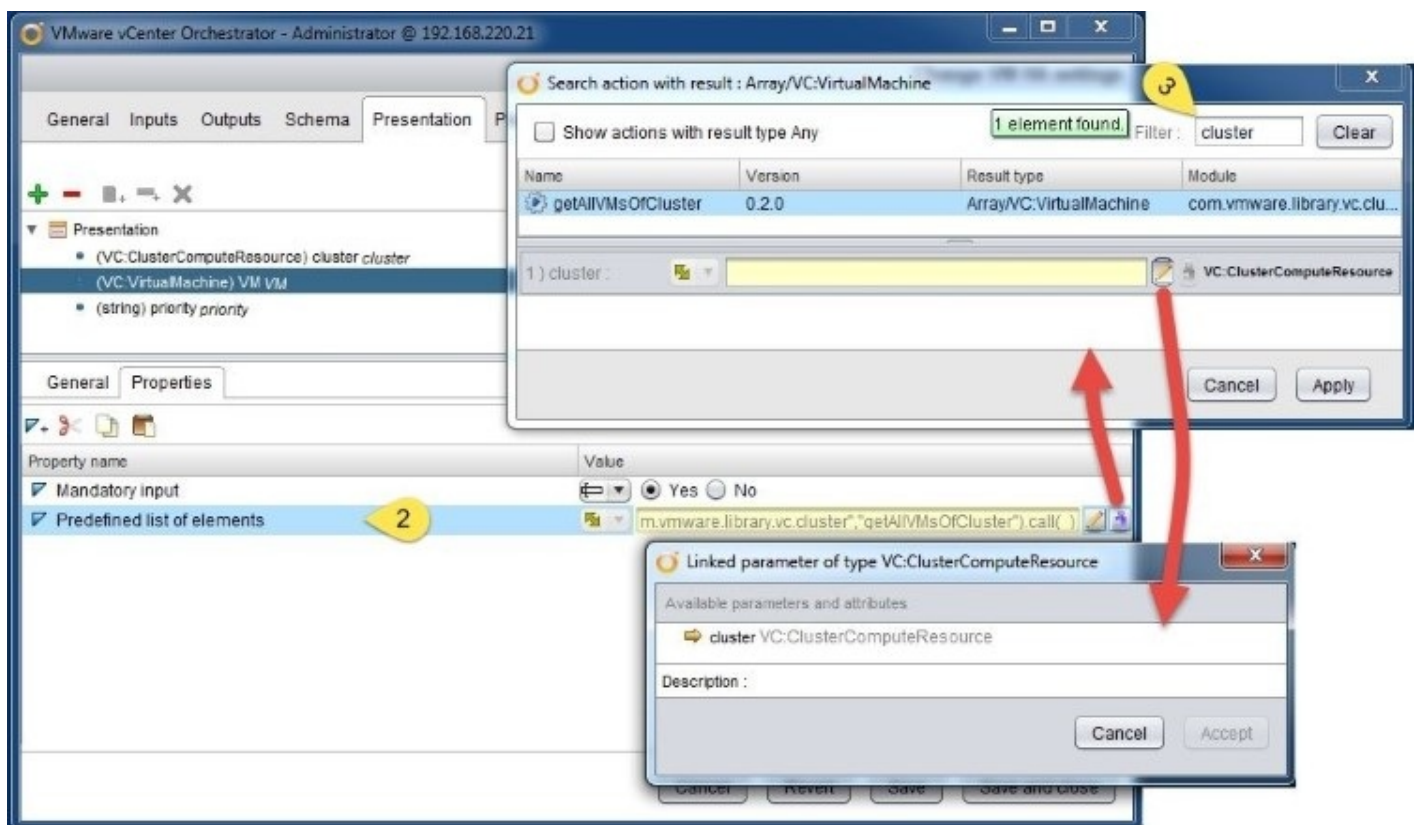 VMware vCenter Orchestrator - Administrator @ 192.168.220.21
General Inputs Outputs Schema Presentation
Presentation
(VC:ClusterComputeResource) cluster cluster
(VC:VirtualMachine) VM VM
(string) priority priority
General Properties
Property name Value
Mandatory input Yes No
Predefined list of elements 2 m.vmware.library.vc.cluster","getAllVMsOfCluster").call( )
Cancel Revert Save Save and close
Search action with result : Array/VC:VirtualMachine
3
Show actions with result type Any 1 element found. Filter : cluster Clear
Name Version Result type Module
getAllVMsOfCluster 0.2.0 Array/VC:VirtualMachine com.vmware.library.vc.clu...
1 ) cluster : VC:ClusterComputeResource
Cancel Apply
Linked parameter of type VC:ClusterComputeResource
Available parameters and attributes
cluster VC:ClusterComputeResource
Description :
Cancel Accept